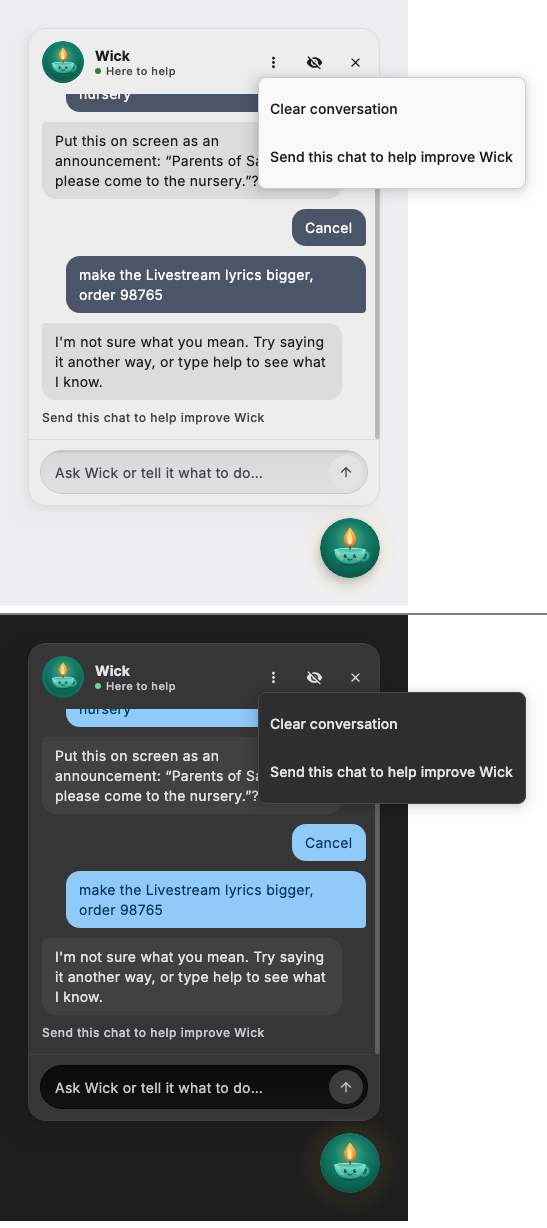 Wick
Here to help
Clear conversation
Send this chat to help improve Wick
nursery
Put this on screen as an
announcement: “Parents of Sa
please come to the nursery.”?
Cancel
make the Livestream lyrics bigger,
order 98765
I'm not sure what you mean. Try saying
it another way, or type help to see what
I know.
Send this chat to help improve Wick
Ask Wick or tell it what to do...
Wick
Here to help
Clear conversation
Send this chat to help improve Wick
nursery
Put this on screen as an
announcement: “Parents of Sa
please come to the nursery.”?
Cancel
make the Livestream lyrics bigger,
order 98765
I'm not sure what you mean. Try saying
it another way, or type help to see what
I know.
Send this chat to help improve Wick
Ask Wick or tell it what to do...